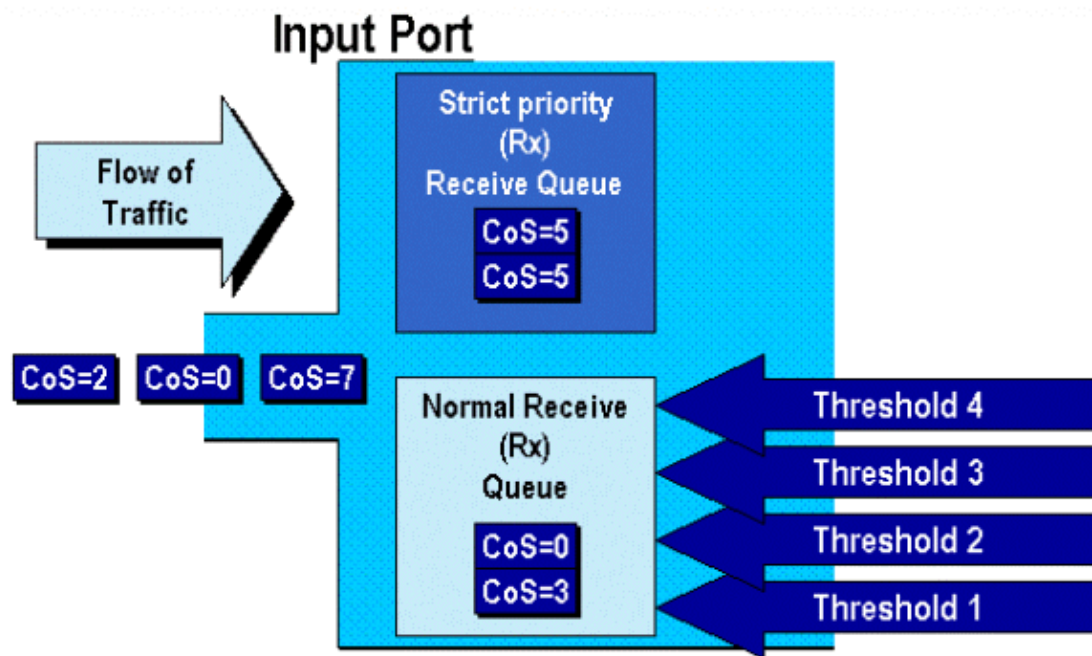 Input Port
Flow of
Traffic
Strict priority
(Rx)
Receive Queue
CoS=5
CoS=5
CoS=2
CoS=0
CoS=7
Normal Receive
(Rx)
Queue
CoS=0
CoS=3
Threshold 4
Threshold 3
Threshold 2
Threshold 1